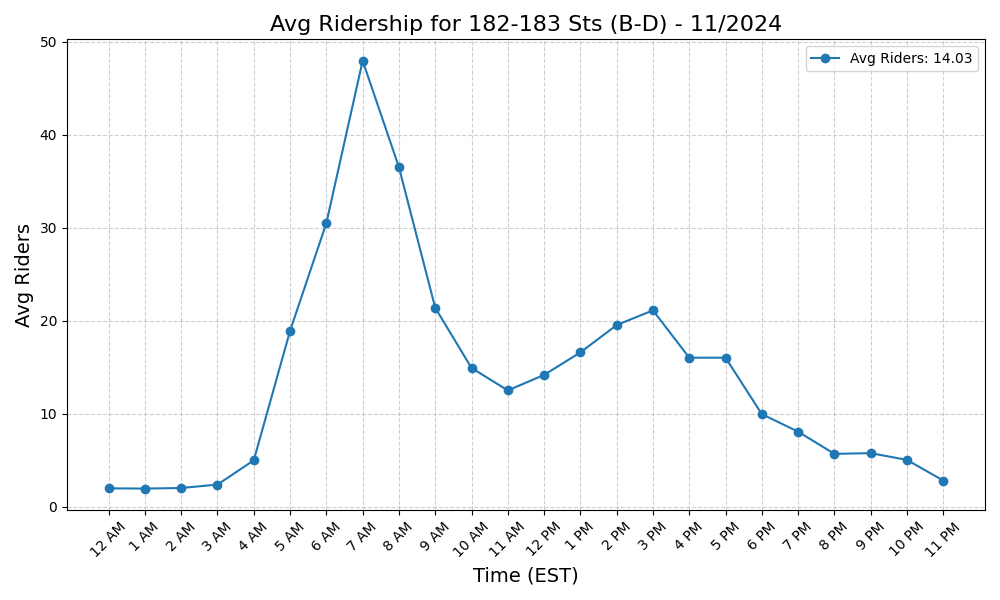 Avg Ridership for 182-183 Sts (B-D) - 11/2024
Avg Riders: 14.03
Avg Riders
50
40
30
20
10
0
12 AM
1 AM
2 AM
3 AM
4 AM
5 AM
6 AM
7 AM
8 AM
9 AM
10 AM
11 AM
12 PM
1 PM
2 PM
3 PM
4 PM
5 PM
6 PM
7 PM
8 PM
9 PM
10 PM
11 PM
Time (EST)